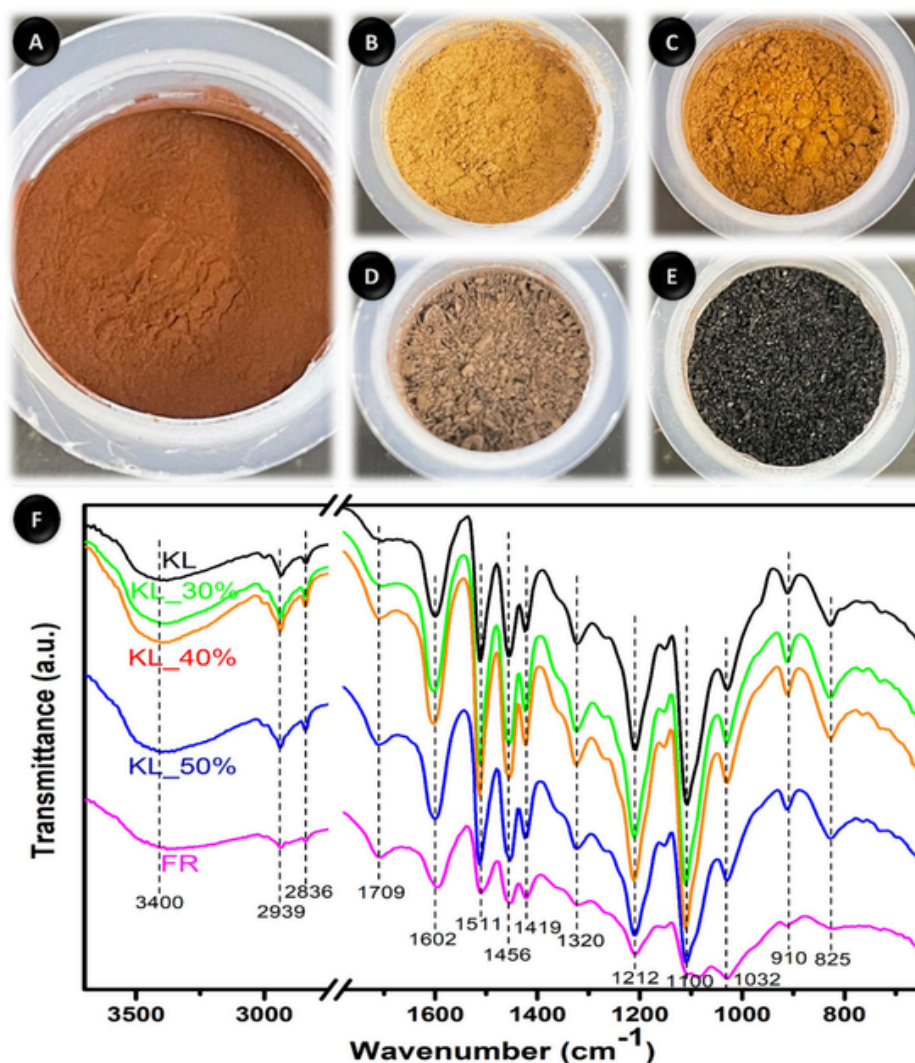 A
B
C
D
E
F
KL
KL_30%
KL_40%
KL_50%
FR
3400
2939
2836
1709
1602
1511
1456
1419
1320
1212
1100
1032
910
825
Transmittance (a.u.)
3500 3000 1600 1400 1200 1000 800
Wavenumber (cm⁻¹)